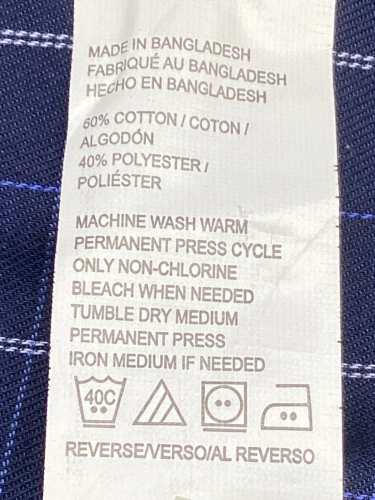 MADE IN BANGLADESH
FABRIQUÉ AU BANGLADESH
HECHO EN BANGLADESH
60% COTTON / COTON /
ALGODÓN
40% POLYESTER /
POLIÉSTER
MACHINE WASH WARM
PERMANENT PRESS CYCLE
ONLY NON-CHLORINE
BLEACH WHEN NEEDED
TUMBLE DRY MEDIUM
PERMANENT PRESS
IRON MEDIUM IF NEEDED
40C
REVERSE/VERSO/AL REVERSO